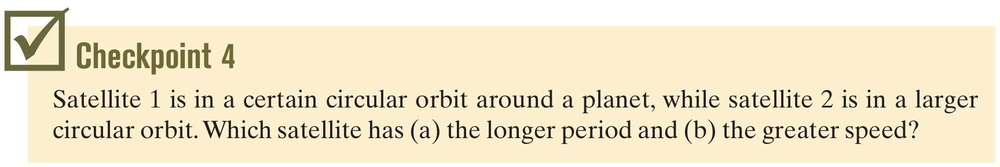 Checkpoint 4
Satellite 1 is in a certain circular orbit around a planet, while satellite 2 is in a larger
circular orbit. Which satellite has (a) the longer period and (b) the greater speed?